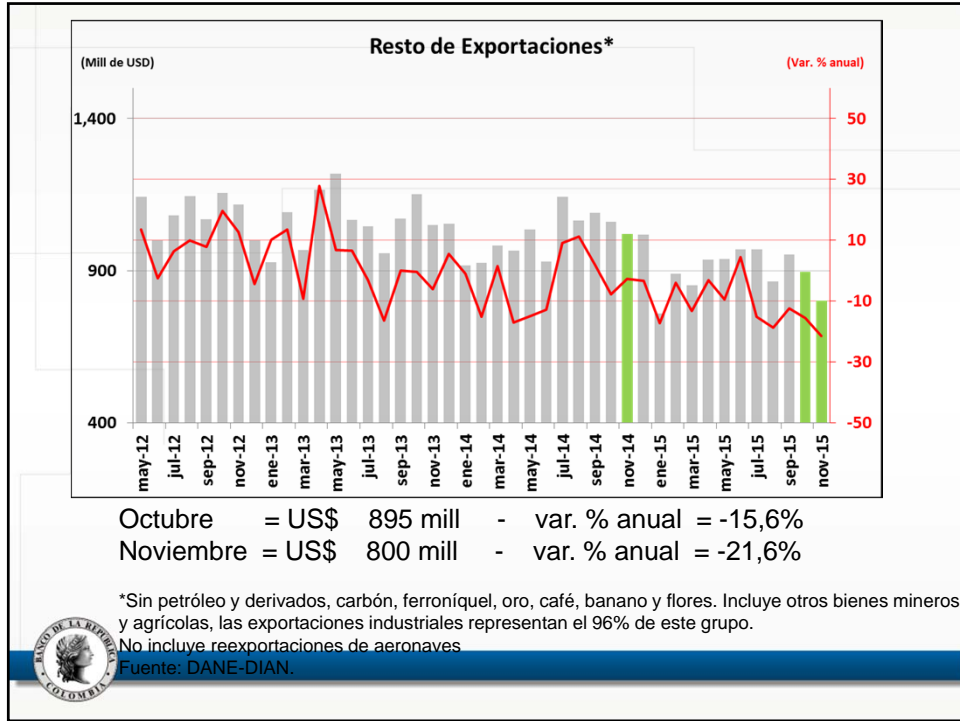 Resto de Exportaciones*
(Mill de USD)
(Var. % anual)
1,400
900
400
50
30
10
-10
-30
-50
may-12
jul-12
sep-12
nov-12
ene-13
mar-13
may-13
jul-13
sep-13
nov-13
ene-14
mar-14
may-14
jul-14
sep-14
nov-14
ene-15
mar-15
may-15
jul-15
sep-15
nov-15
Octubre = US$ 895 mill - var. % anual = -15,6%
Noviembre = US$ 800 mill - var. % anual = -21,6%
*Sin petróleo y derivados, carbón, ferroníquel, oro, café, banano y flores. Incluye otros bienes mineros
y agrícolas, las exportaciones industriales representan el 96% de este grupo.
No incluye reexportaciones de aeronaves
Fuente: DANE-DIAN.
BANCO DE LA REPÚBLICA
COLOMBIA